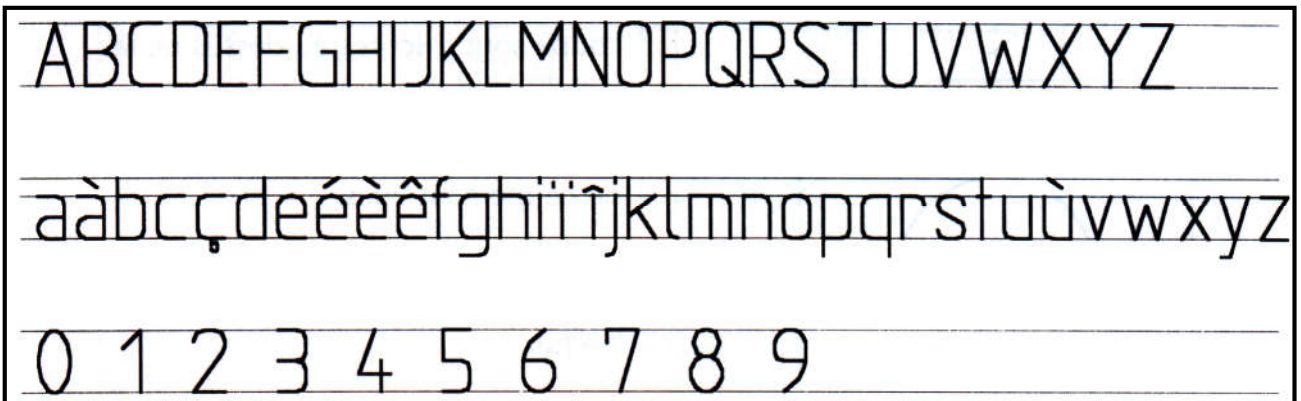 ABCDEFGHIJKLMNOPQRSTUVWXYZ
aàbcçdeéèêfghiïîjklmnopqrstuùvwxyz
0 1 2 3 4 5 6 7 8 9